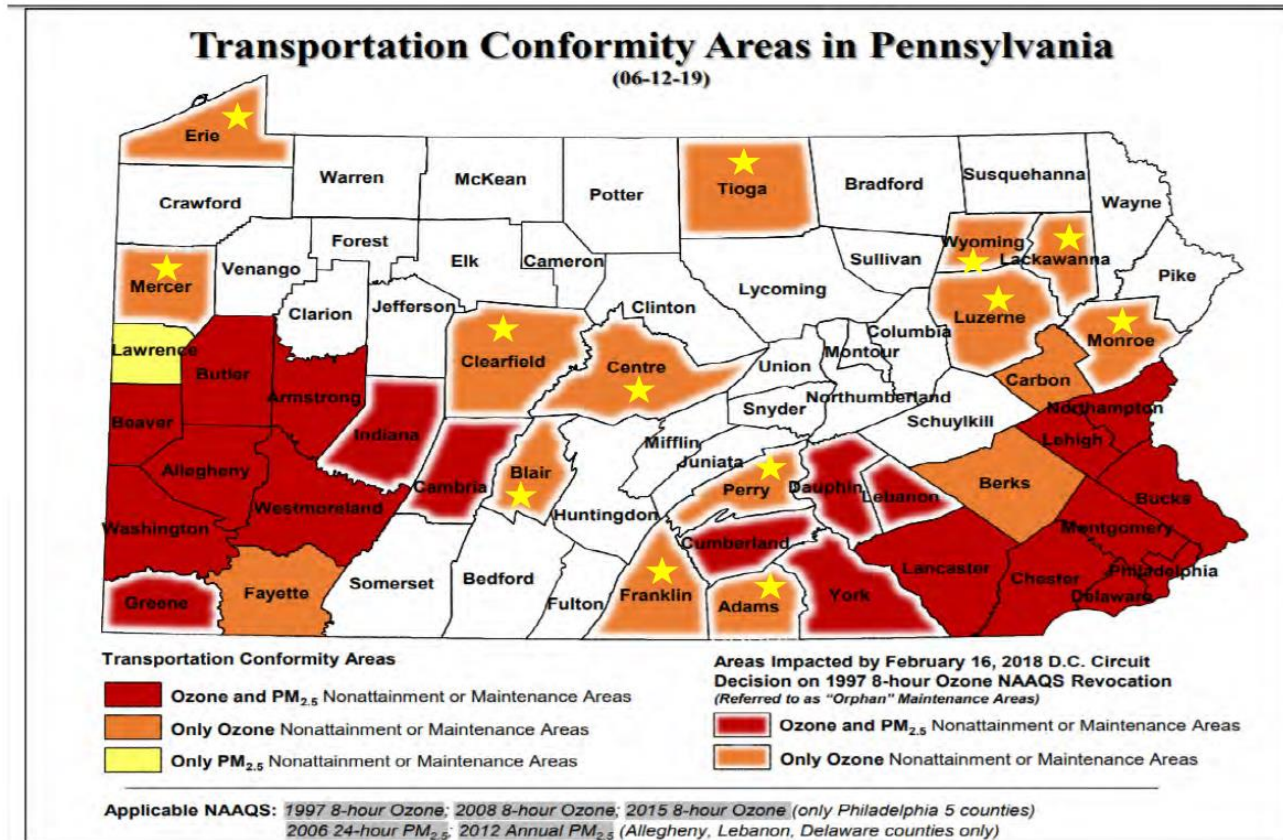 Transportation Conformity Areas in Pennsylvania
(06-12-19)
Erie
Warren
McKean
Potter
Tioga
Bradford
Susquehanna
Wayne
Crawford
Forest
Wyoming
Lackawanna
Venango
Elk
Cameron
Sullivan
Pike
Mercer
Clinton
Lycoming
Jefferson
Clarion
Luzerne
Columbia
Monroe
Lawrence
Montour
Clearfield
Centre
Union
Butler
Carbon
Armstrong
Northumberland
Snyder
Northampton
Beaver
Schuylkill
Indiana
Mifflin
Lehigh
Juniata
Allegheny
Blair
Perry
Cambria
Dauphin
Lebanon
Berks
Bucks
Westmoreland
Huntingdon
Washington
Montgomery
Cumberland
Philadelphia
Lancaster
Chester
Somerset
Bedford
Delaware
Fayette
Franklin
York
Greene
Fulton
Adams
Transportation Conformity Areas
Ozone and PM2.5 Nonattainment or Maintenance Areas
Only Ozone Nonattainment or Maintenance Areas
Only PM2.5 Nonattainment or Maintenance Areas
Areas Impacted by February 16, 2018 D.C. Circuit
Decision on 1997 8-hour Ozone NAAQS Revocation
(Referred to as "Orphan" Maintenance Areas)
Ozone and PM2.5 Nonattainment or Maintenance Areas
Only Ozone Nonattainment or Maintenance Areas
Applicable NAAQS: 1997 8-hour Ozone; 2008 8-hour Ozone; 2015 8-hour Ozone (only Philadelphia 5 counties)
2006 24-hour PM2.5; 2012 Annual PM2.5 (Allegheny, Lebanon, Delaware counties only)